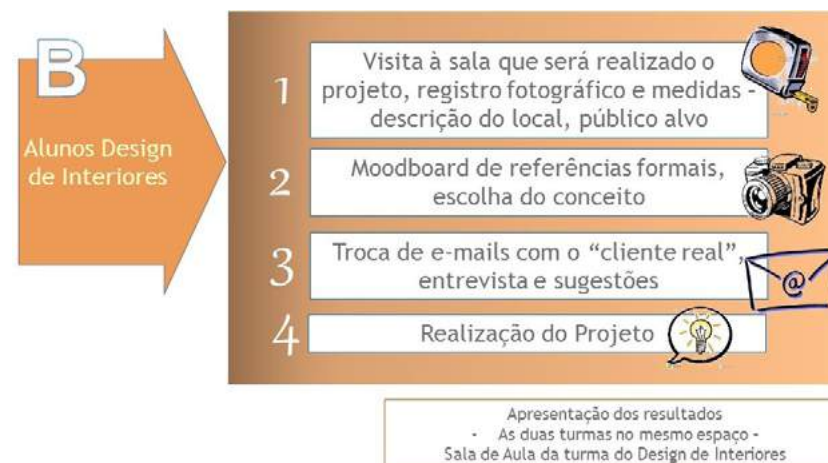 B
Alunos Design
de Interiores
1
Visita à sala que será realizado o
projeto, registro fotográfico e medidas -
descrição do local, público alvo
2
Moodboard de referências formais,
escolha do conceito
3
Troca de e-mails com o “cliente real”,
entrevista e sugestões
@
4
Realização do Projeto
Apresentação dos resultados
- As duas turmas no mesmo espaço -
Sala de Aula da turma do Design de Interiores